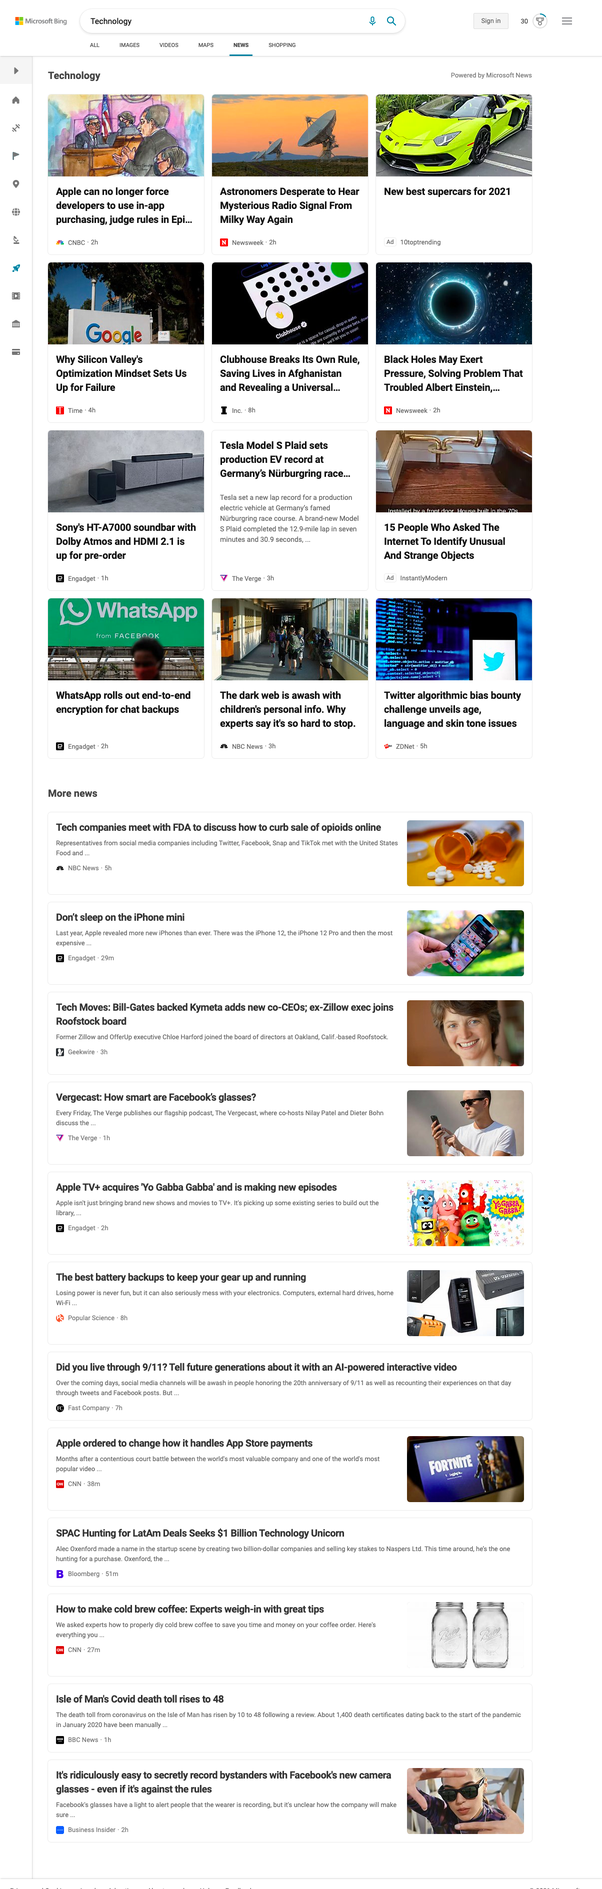 Microsoft Bing
Technology
Sign in
30
ALL
IMAGES
VIDEOS
MAPS
NEWS
SHOPPING
Technology
Powered by Microsoft News
Apple can no longer force
developers to use in-app
purchasing, judge rules in Epi...
CNBC · 2h
Astronomers Desperate to Hear
Mysterious Radio Signal From
Milky Way Again
Newsweek · 2h
New best supercars for 2021
Ad 10toptrending
Google
Why Silicon Valley's
Optimization Mindset Sets Us
Up for Failure
Time · 4h
Clubhouse
Clubhouse Breaks Its Own Rule,
Saving Lives in Afghanistan
and Revealing a Universal...
Inc. · 8h
Black Holes May Exert
Pressure, Solving Problem That
Troubled Albert Einstein,...
Newsweek · 2h
Sony's HT-A7000 soundbar with
Dolby Atmos and HDMI 2.1 is
up for pre-order
Engadget · 1h
Tesla Model S Plaid sets
production EV record at
Germany's Nürburgring race...
Tesla set a new lap record for a production
electric vehicle at Germany's famed
Nürburgring race course. A brand-new Model
S Plaid completed the 12.9-mile lap in seven
minutes and 30.9 seconds, ...
The Verge · 3h
Installed by a front door. House built in the 70s
15 People Who Asked The
Internet To Identify Unusual
And Strange Objects
Ad InstantlyModern
WhatsApp
from FACEBOOK
WhatsApp rolls out end-to-end
encryption for chat backups
Engadget · 2h
The dark web is awash with
children's personal info. Why
experts say it's so hard to stop.
NBC News · 3h
Twitter algorithmic bias bounty
challenge unveils age,
language and skin tone issues
ZDNet · 5h
More news
Tech companies meet with FDA to discuss how to curb sale of opioids online
Representatives from social media companies including Twitter, Facebook, Snap and TikTok met with the United States
Food and ...
NBC News · 5h
Don't sleep on the iPhone mini
Last year, Apple revealed more new iPhones than ever. There was the iPhone 12, the iPhone 12 Pro and then the most
expensive ...
Engadget · 29m
Tech Moves: Bill-Gates backed Kymeta adds new co-CEOs; ex-Zillow exec joins
Roofstock board
Former Zillow and OfferUp executive Chloe Harford joined the board of directors at Oakland, Calif.-based Roofstock.
Geekwire · 3h
Vergecast: How smart are Facebook's glasses?
Every Friday, The Verge publishes our flagship podcast, The Vergecast, where co-hosts Nilay Patel and Dieter Bohn
discuss the ...
The Verge · 1h
Apple TV+ acquires 'Yo Gabba Gabba' and is making new episodes
Apple isn't just bringing brand new shows and movies to TV+. It's picking up some existing series to build out the
library, ...
Engadget · 2h
YO GABBA GABBA!
The best battery backups to keep your gear up and running
Losing power is never fun, but it can also seriously mess with your electronics. Computers, external hard drives, home
Wi-Fi ...
Popular Science · 8h
Did you live through 9/11? Tell future generations about it with an AI-powered interactive video
Over the coming days, social media channels will be awash in people honoring the 20th anniversary of 9/11 as well as recounting their experiences on that day
through tweets and Facebook posts. But ...
Fast Company · 7h
Apple ordered to change how it handles App Store payments
Months after a contentious court battle between the world's most valuable company and one of the world's most
popular video ...
CNN · 38m
FORTNITE
SPAC Hunting for LatAm Deals Seeks $1 Billion Technology Unicorn
Alec Oxenford made a name in the startup scene by creating two billion-dollar companies and selling key stakes to Naspers Ltd. This time around, he's the one
hunting for a purchase. Oxenford, the ...
Bloomberg · 51m
How to make cold brew coffee: Experts weigh-in with great tips
We asked experts how to properly diy cold brew coffee to save you time and money on your coffee order. Here's
everything you ...
CNN · 27m
Isle of Man's Covid death toll rises to 48
The death toll from coronavirus on the Isle of Man has risen by 10 to 48 following a review. About 1,400 death certificates dating back to the start of the pandemic
in January 2020 have been manually ...
BBC News · 1h
It's ridiculously easy to secretly record bystanders with Facebook's new camera
glasses - even if it's against the rules
Facebook's glasses have a light to alert people that the wearer is recording, but it's unclear how the company will make
sure ...
Business Insider · 2h